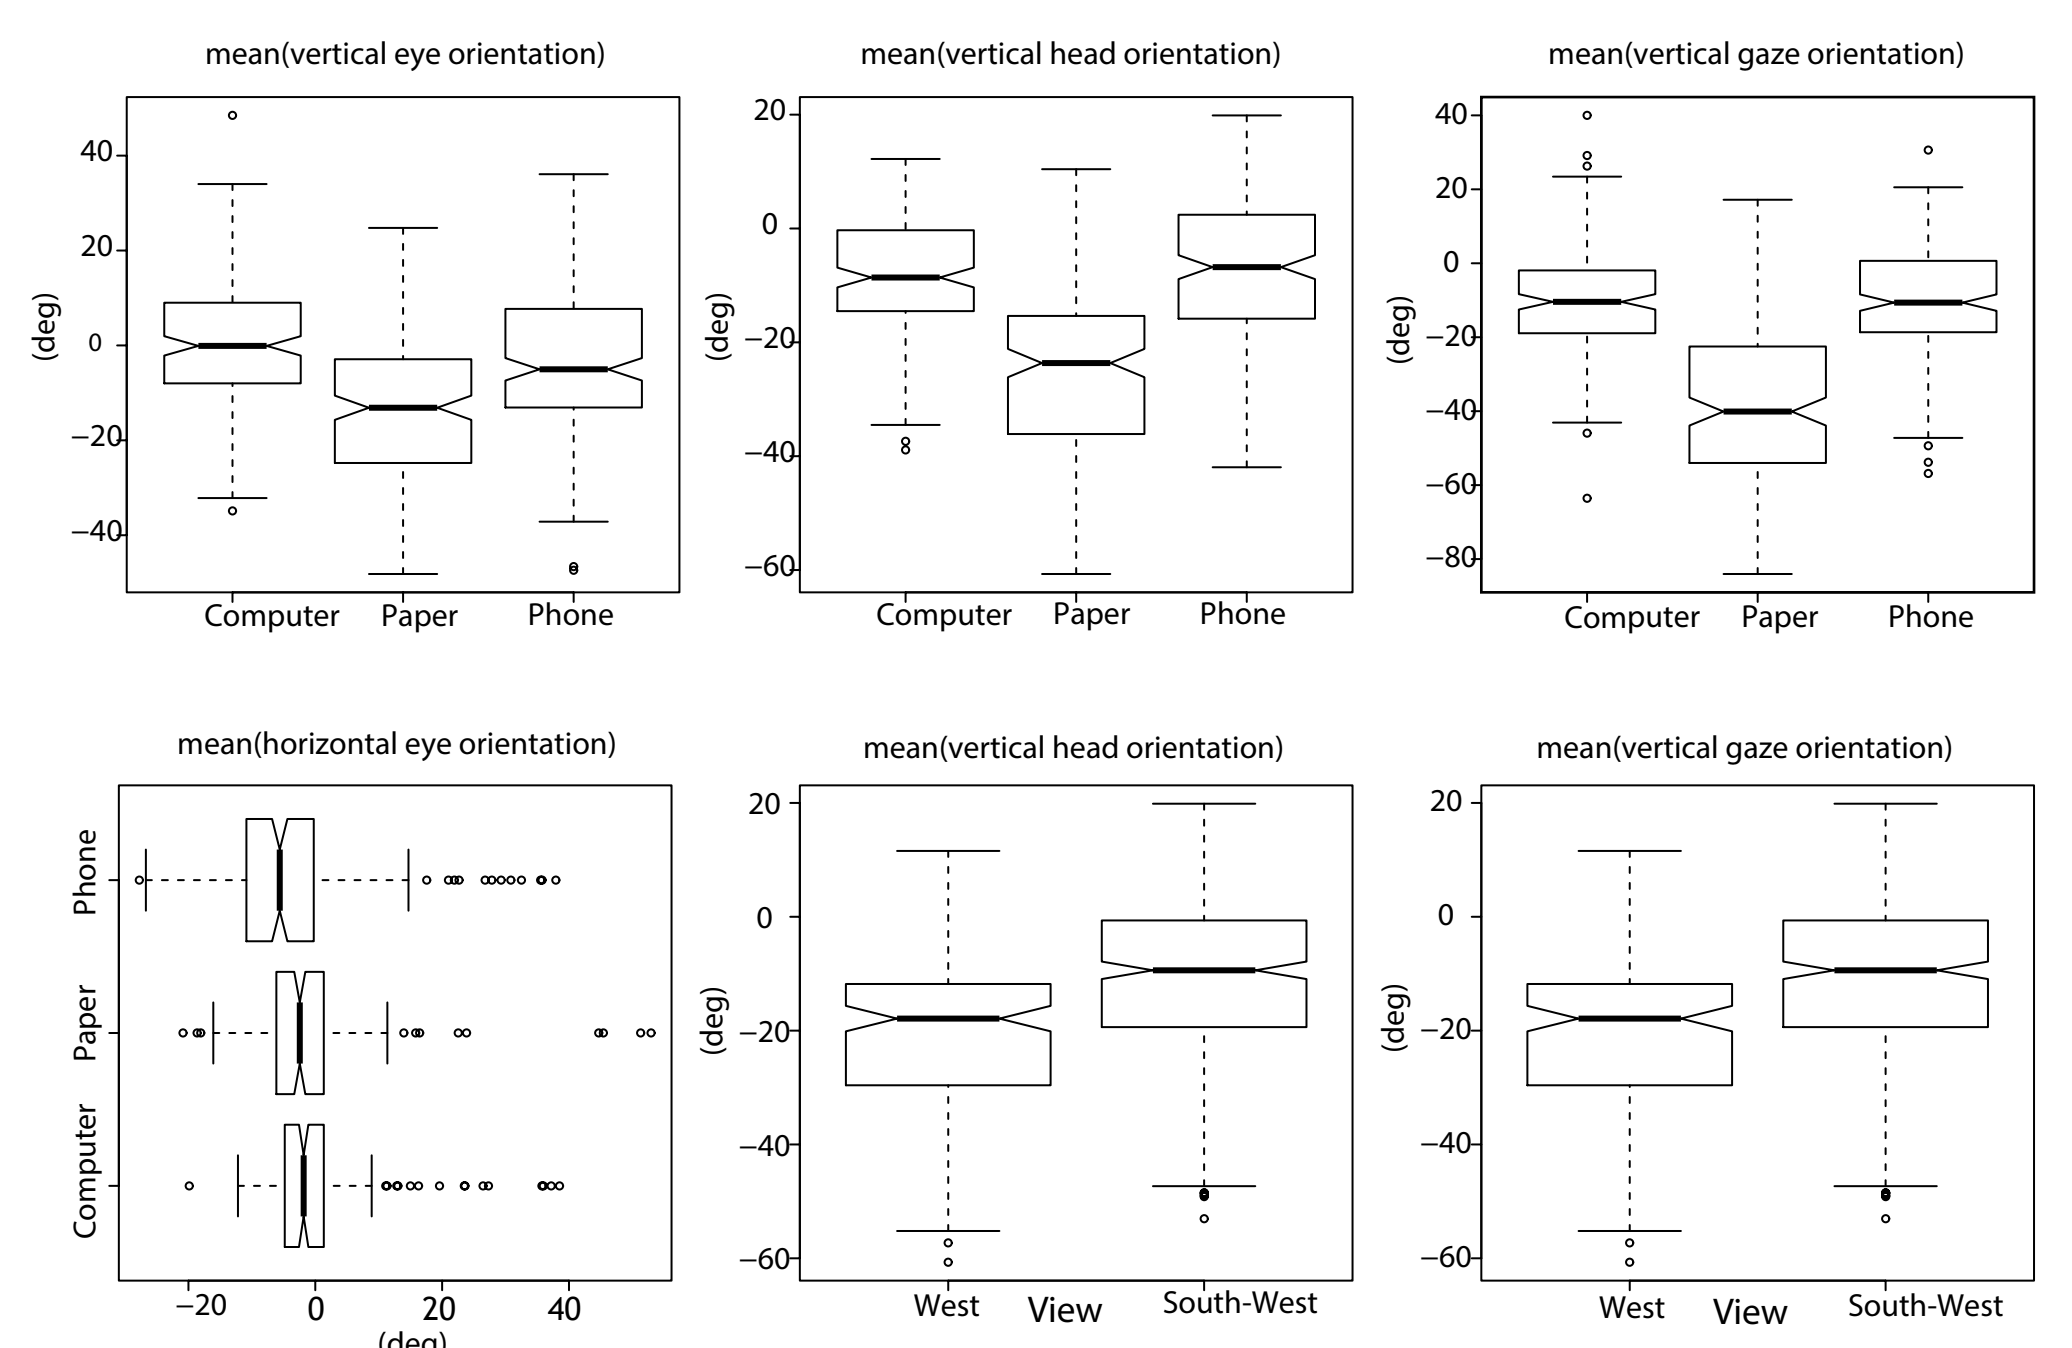 mean(vertical eye orientation)
40
20
0
−20
−40
(deg)
Computer Paper Phone
mean(vertical head orientation)
20
0
−20
−40
−60
(deg)
Computer Paper Phone
mean(vertical gaze orientation)
40
20
0
−20
−40
−60
−80
(deg)
Computer Paper Phone
mean(horizontal eye orientation)
Phone
Paper
Computer
−20 0 20 40
(deg)
mean(vertical head orientation)
20
0
−20
−40
−60
(deg)
West View South-West
mean(vertical gaze orientation)
20
0
−20
−40
−60
(deg)
West View South-West